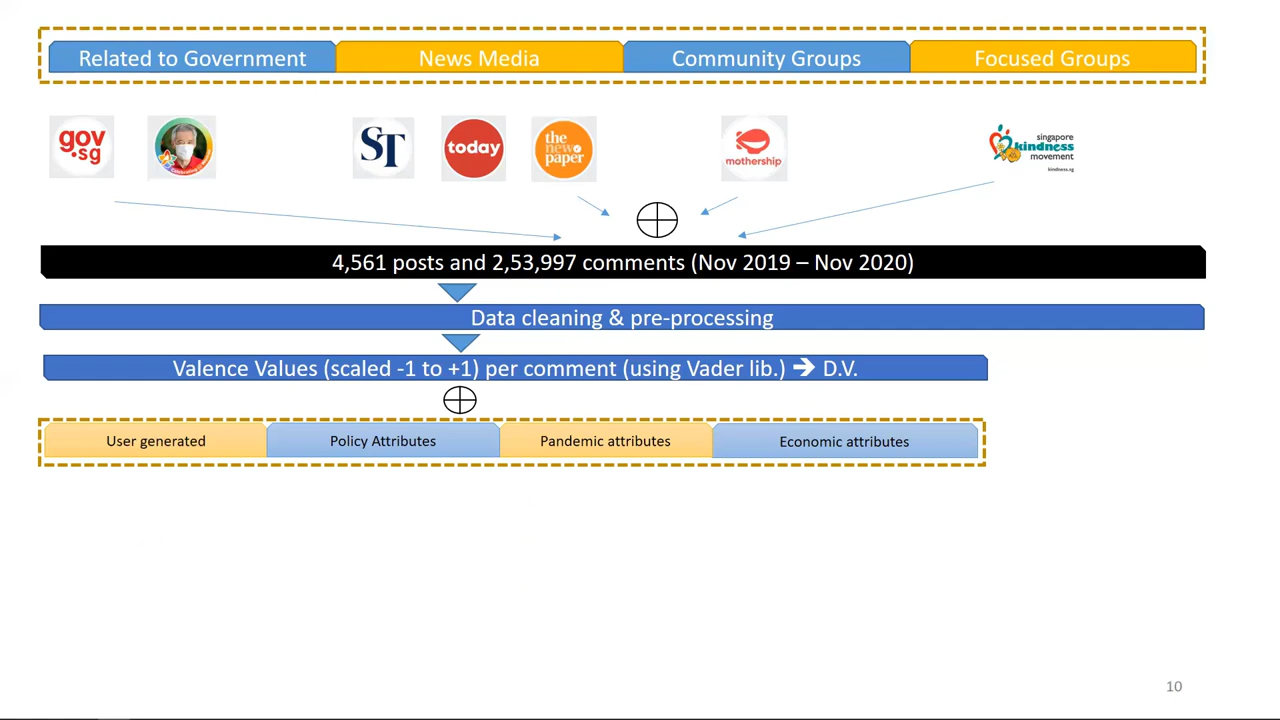 Related to Government
News Media
Community Groups
Focused Groups
gov
.sg
ST
today
the
new
paper
mothership
singapore
kindness
movement
kindness.sg
4,561 posts and 2,53,997 comments (Nov 2019 – Nov 2020)
Data cleaning & pre-processing
Valence Values (scaled -1 to +1) per comment (using Vader lib.) ➔ D.V.
User generated
Policy Attributes
Pandemic attributes
Economic attributes
10